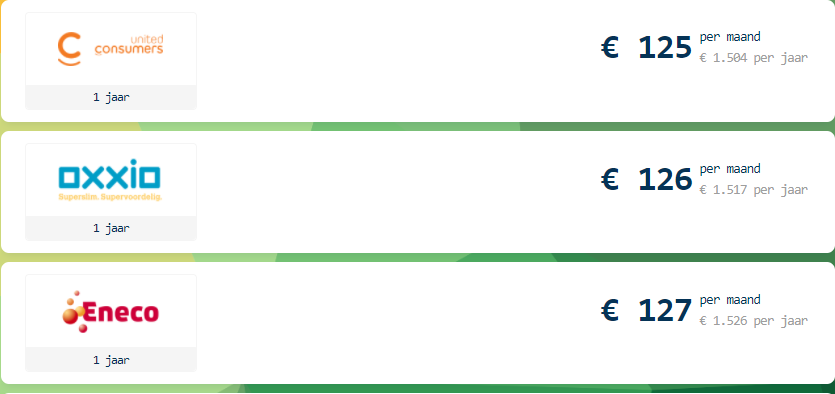 united
consumers
1 jaar
€ 125 per maand
€ 1.504 per jaar
oxxio
Superslim. Supervoordelig.
1 jaar
€ 126 per maand
€ 1.517 per jaar
Eneco
1 jaar
€ 127 per maand
€ 1.526 per jaar